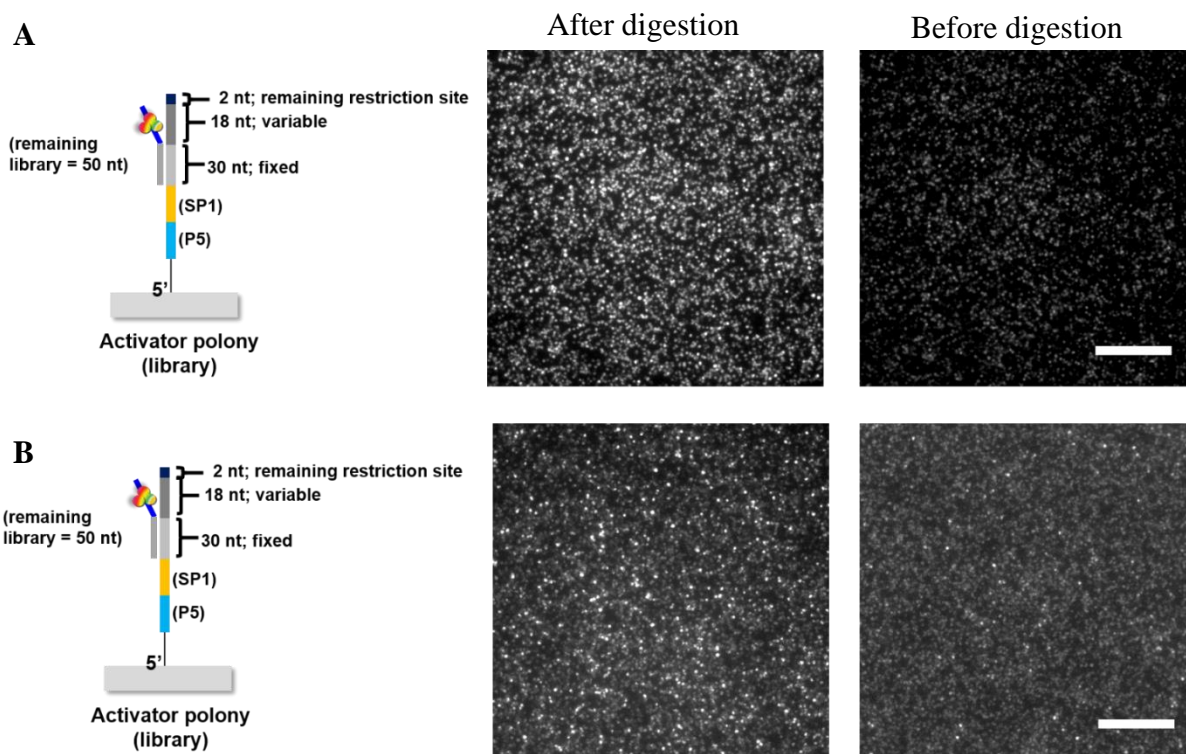 A
After digestion
Before digestion
2 nt; remaining restriction site
18 nt; variable
(remaining
library = 50 nt)
30 nt; fixed
(SP1)
(P5)
5’
Activator polony
(library)
B
2 nt; remaining restriction site
18 nt; variable
(remaining
library = 50 nt)
30 nt; fixed
(SP1)
(P5)
5’
Activator polony
(library)